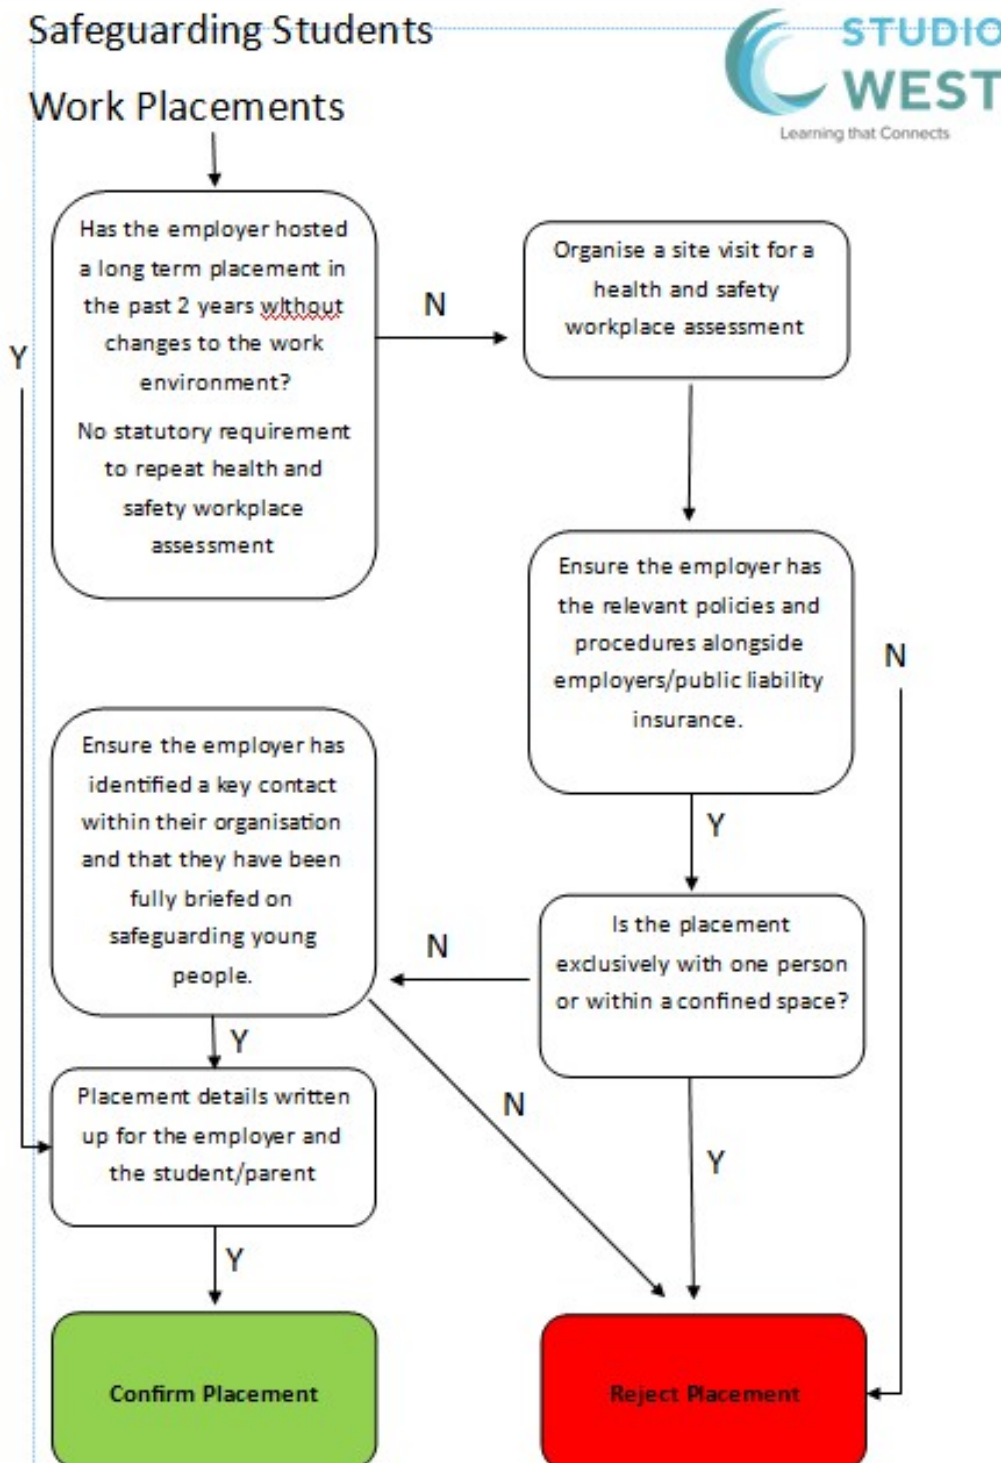 Safeguarding Students
Work Placements
STUDIO
WEST
Learning that Connects
Has the employer hosted
a long term placement in
the past 2 years without
changes to the work
environment?
No statutory requirement
to repeat health and
safety workplace
assessment
N
Y
Organise a site visit for a
health and safety
workplace assessment
Ensure the employer has
the relevant policies and
procedures alongside
employers/public liability
insurance.
N
Y
Is the placement
exclusively with one person
or within a confined space?
N
Y
Ensure the employer has
identified a key contact
within their organisation
and that they have been
fully briefed on
safeguarding young
people.
Y
N
Placement details written
up for the employer and
the student/parent
Y
Confirm Placement
Reject Placement